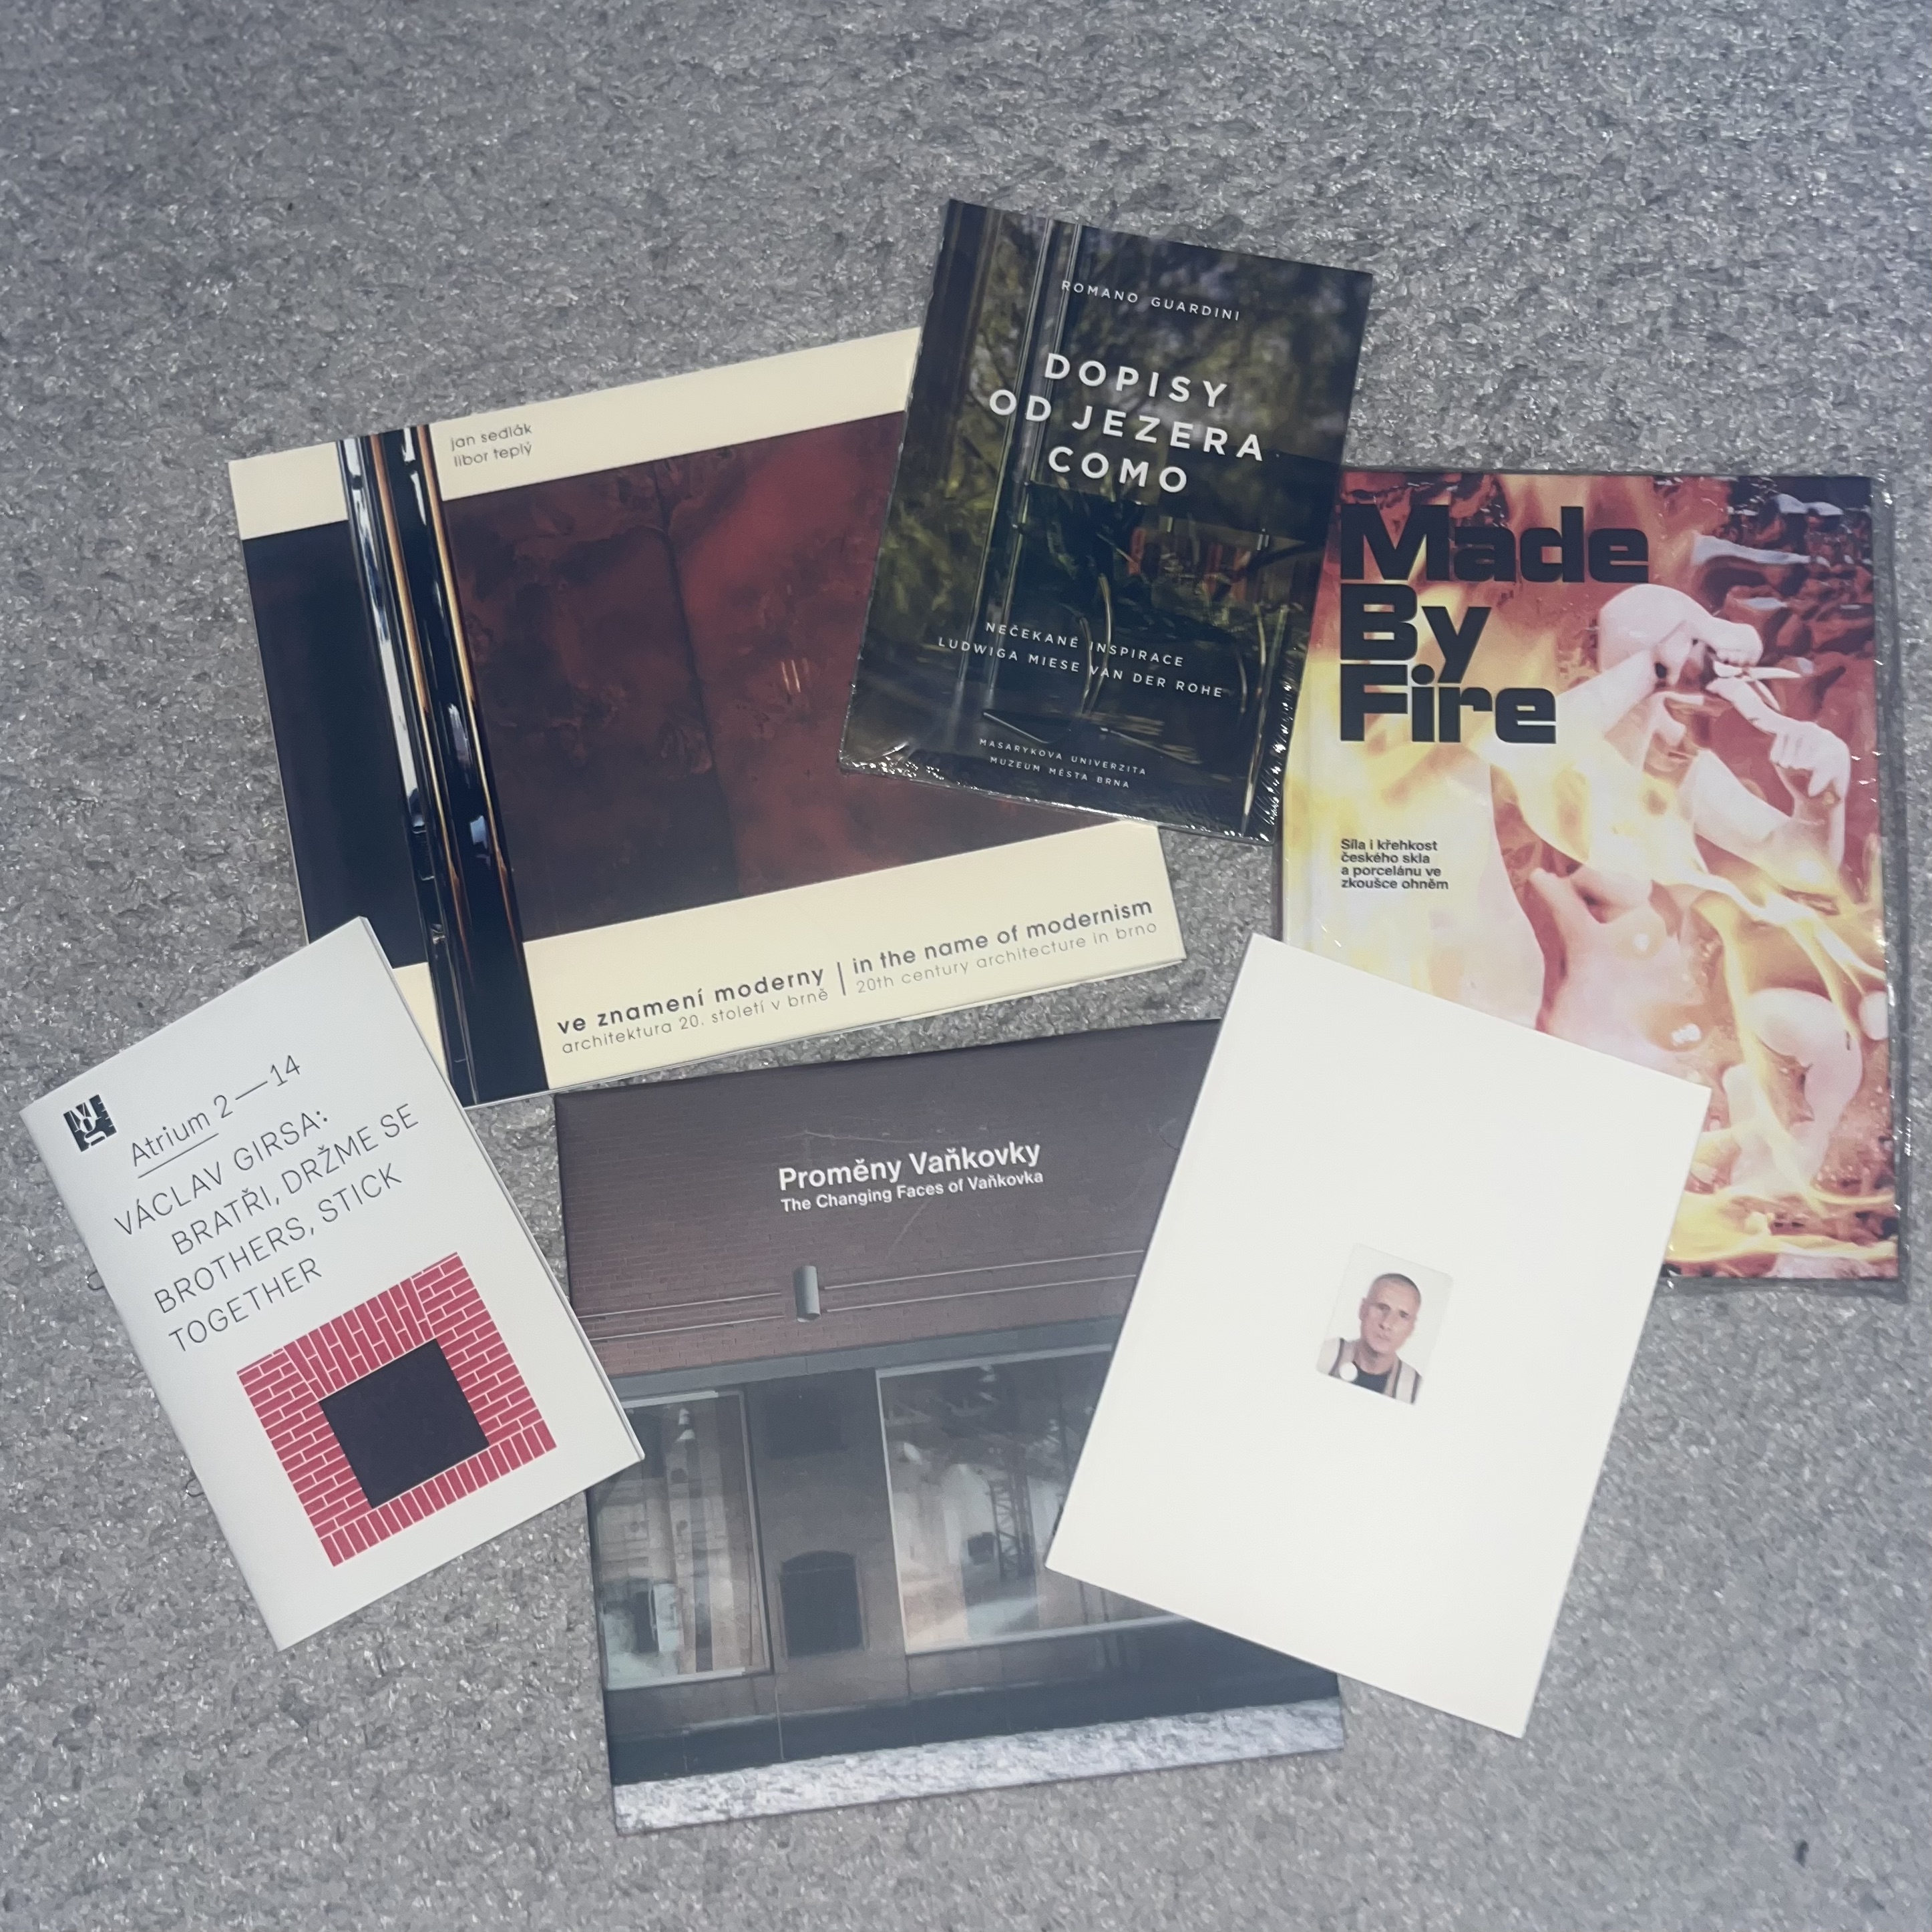 ROMANO GUARDINI
DOPISY
OD JEZERA
COMO
NEČEKANÉ INSPIRACE
LUDWIGA MIESE VAN DER ROHE
MASARYKOVA UNIVERZITA
MUZEUM MĚSTA BRNA
jan sedlák
libor teplý
ve znamení moderny | in the name of modernism
architektura 20. století v brně | 20th century architecture in brno
Made
By
Fire
Síla i křehkost
českého skla
a porcelánu ve
zkoušce ohněm
Atrium 2—14
VÁCLAV GIRSA:
BRATŘI, DRŽME SE
BROTHERS, STICK
TOGETHER
Proměny Vaňkovky
The Changing Faces of Vaňkovka